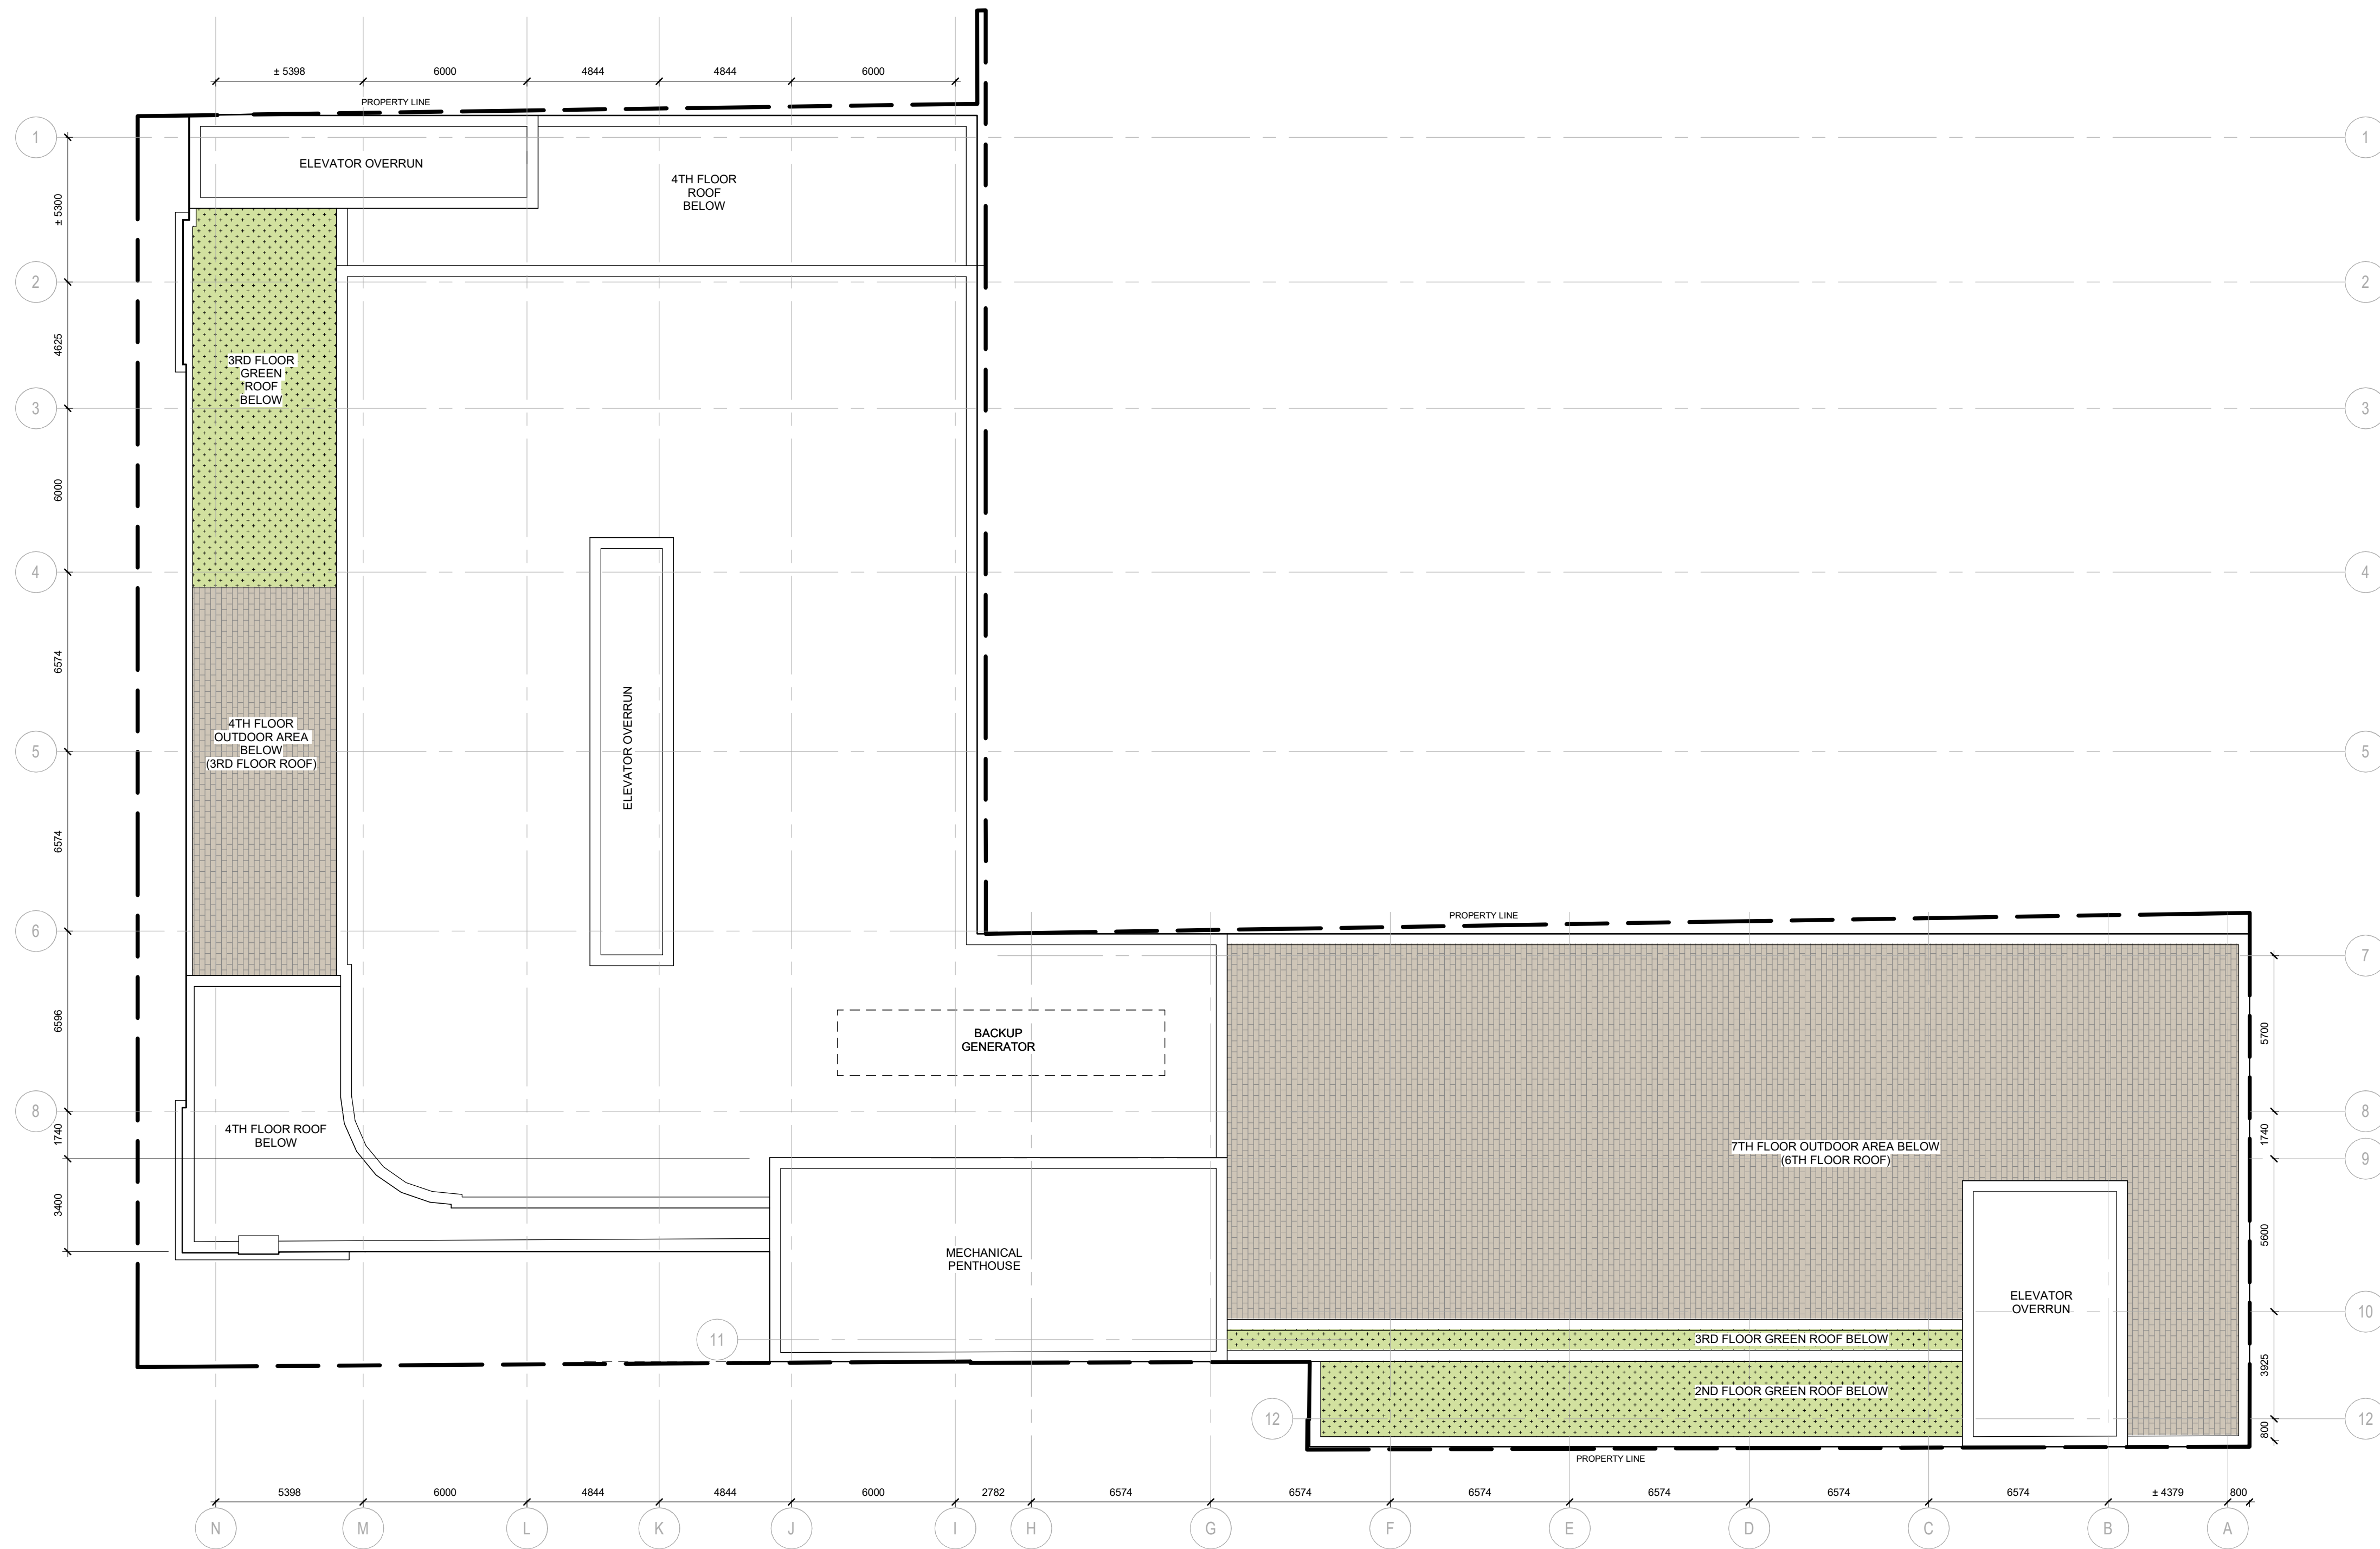 ± 5398
6000
4844
4844
6000
PROPERTY LINE
1
1
ELEVATOR OVERRUN
4TH FLOOR
ROOF
BELOW
± 5300
2
2
4625
3RD FLOOR
GREEN
ROOF
BELOW
3
3
6000
4
4
6574
4TH FLOOR
OUTDOOR AREA
BELOW
(3RD FLOOR ROOF)
ELEVATOR OVERRUN
5
5
6574
PROPERTY LINE
6
7
6596
BACKUP
GENERATOR
5700
8
8
1740
4TH FLOOR ROOF
BELOW
7TH FLOOR OUTDOOR AREA BELOW
(6TH FLOOR ROOF)
1740
9
3400
MECHANICAL
PENTHOUSE
5600
ELEVATOR
OVERRUN
10
11
3RD FLOOR GREEN ROOF BELOW
3925
2ND FLOOR GREEN ROOF BELOW
12
12
800
PROPERTY LINE
5398
6000
4844
4844
6000
2782
6574
6574
6574
6574
6574
6574
± 4379
800
N
M
L
K
J
I
H
G
F
E
D
C
B
A